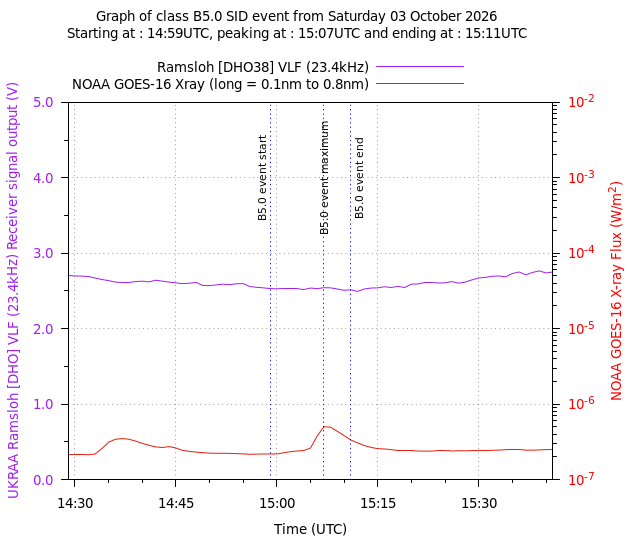 Graph of class B5.0 SID event from Saturday 03 October 2026
Starting at : 14:59UTC, peaking at : 15:07UTC and ending at : 15:11UTC
Ramsloh [DHO38] VLF (23.4kHz)
NOAA GOES-16 Xray (long = 0.1nm to 0.8nm)
UKRAA Ramsloh [DHO] VLF (23.4kHz) Receiver signal output (V)
5.0
4.0
3.0
2.0
1.0
0.0
B5.0 event start
B5.0 event maximum
B5.0 event end
10⁻²
10⁻³
10⁻⁴
10⁻⁵
10⁻⁶
10⁻⁷
NOAA GOES-16 X-ray Flux (W/m²)
14:30 14:45 15:00 15:15 15:30
Time (UTC)